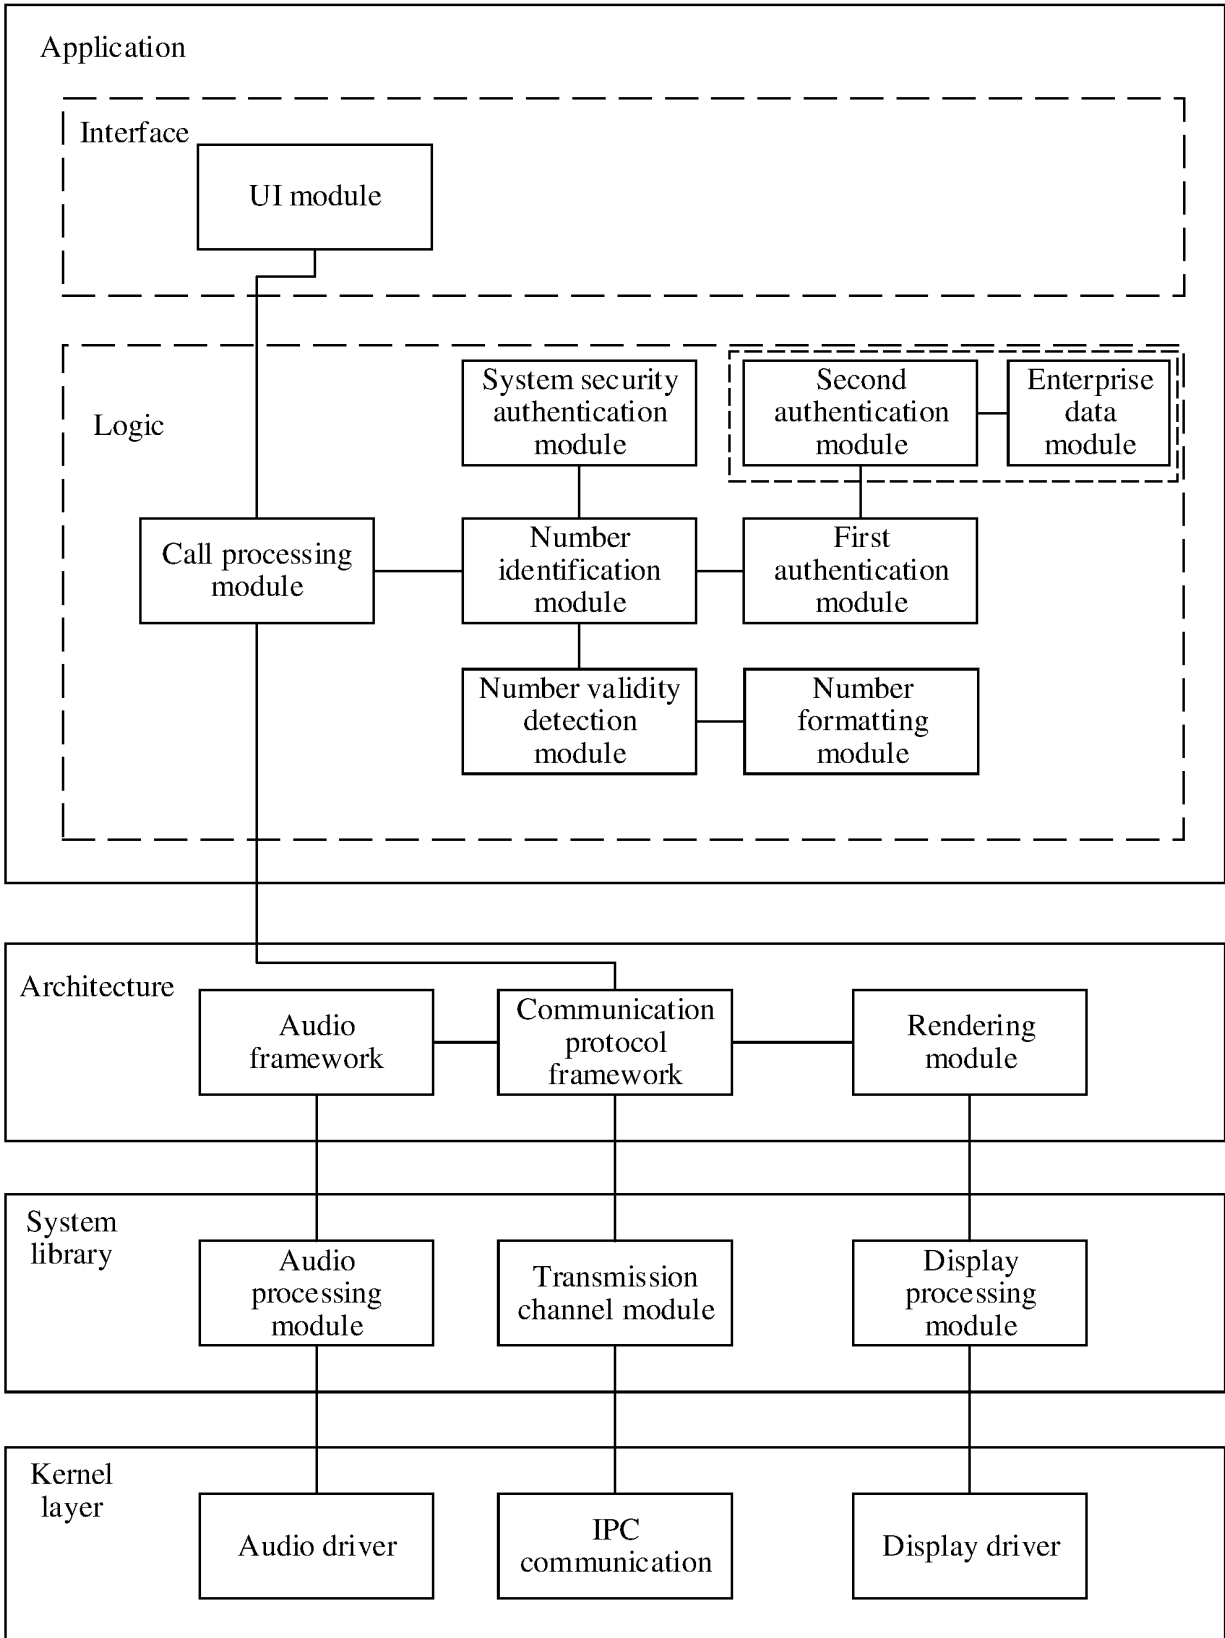 Application
Interface
UI module
Logic
System security
authentication
module
Second
authentication
module
Enterprise
data
module
Call processing
module
Number
identification
module
First
authentication
module
Number validity
detection
module
Number
formatting
module
Architecture
Audio
framework
Communication
protocol
framework
Rendering
module
System
library
Audio
processing
module
Transmission
channel module
Display
processing
module
Kernel
layer
Audio driver
IPC
communication
Display driver